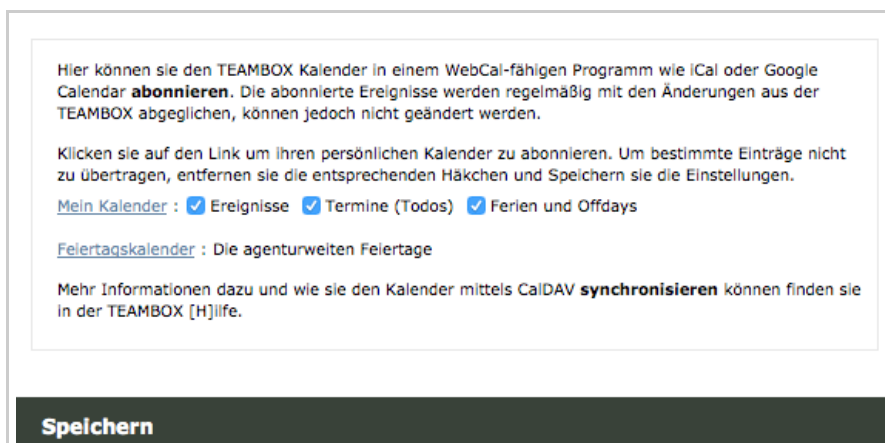 Hier können sie den TEAMBOX Kalender in einem WebCal-fähigen Programm wie iCal oder Google
Calendar abonnieren. Die abonnierte Ereignisse werden regelmäßig mit den Änderungen aus der
TEAMBOX abgeglichen, können jedoch nicht geändert werden.
Klicken sie auf den Link um ihren persönlichen Kalender zu abonnieren. Um bestimmte Einträge nicht
zu übertragen, entfernen sie die entsprechenden Häkchen und Speichern sie die Einstellungen.
Mein Kalender : Ereignisse Termine (Todos) Ferien und Offdays
Feiertagskalender : Die agenturweiten Feiertage
Mehr Informationen dazu und wie sie den Kalender mittels CalDAV synchronisieren können finden sie
in der TEAMBOX [H]ilfe.
Speichern